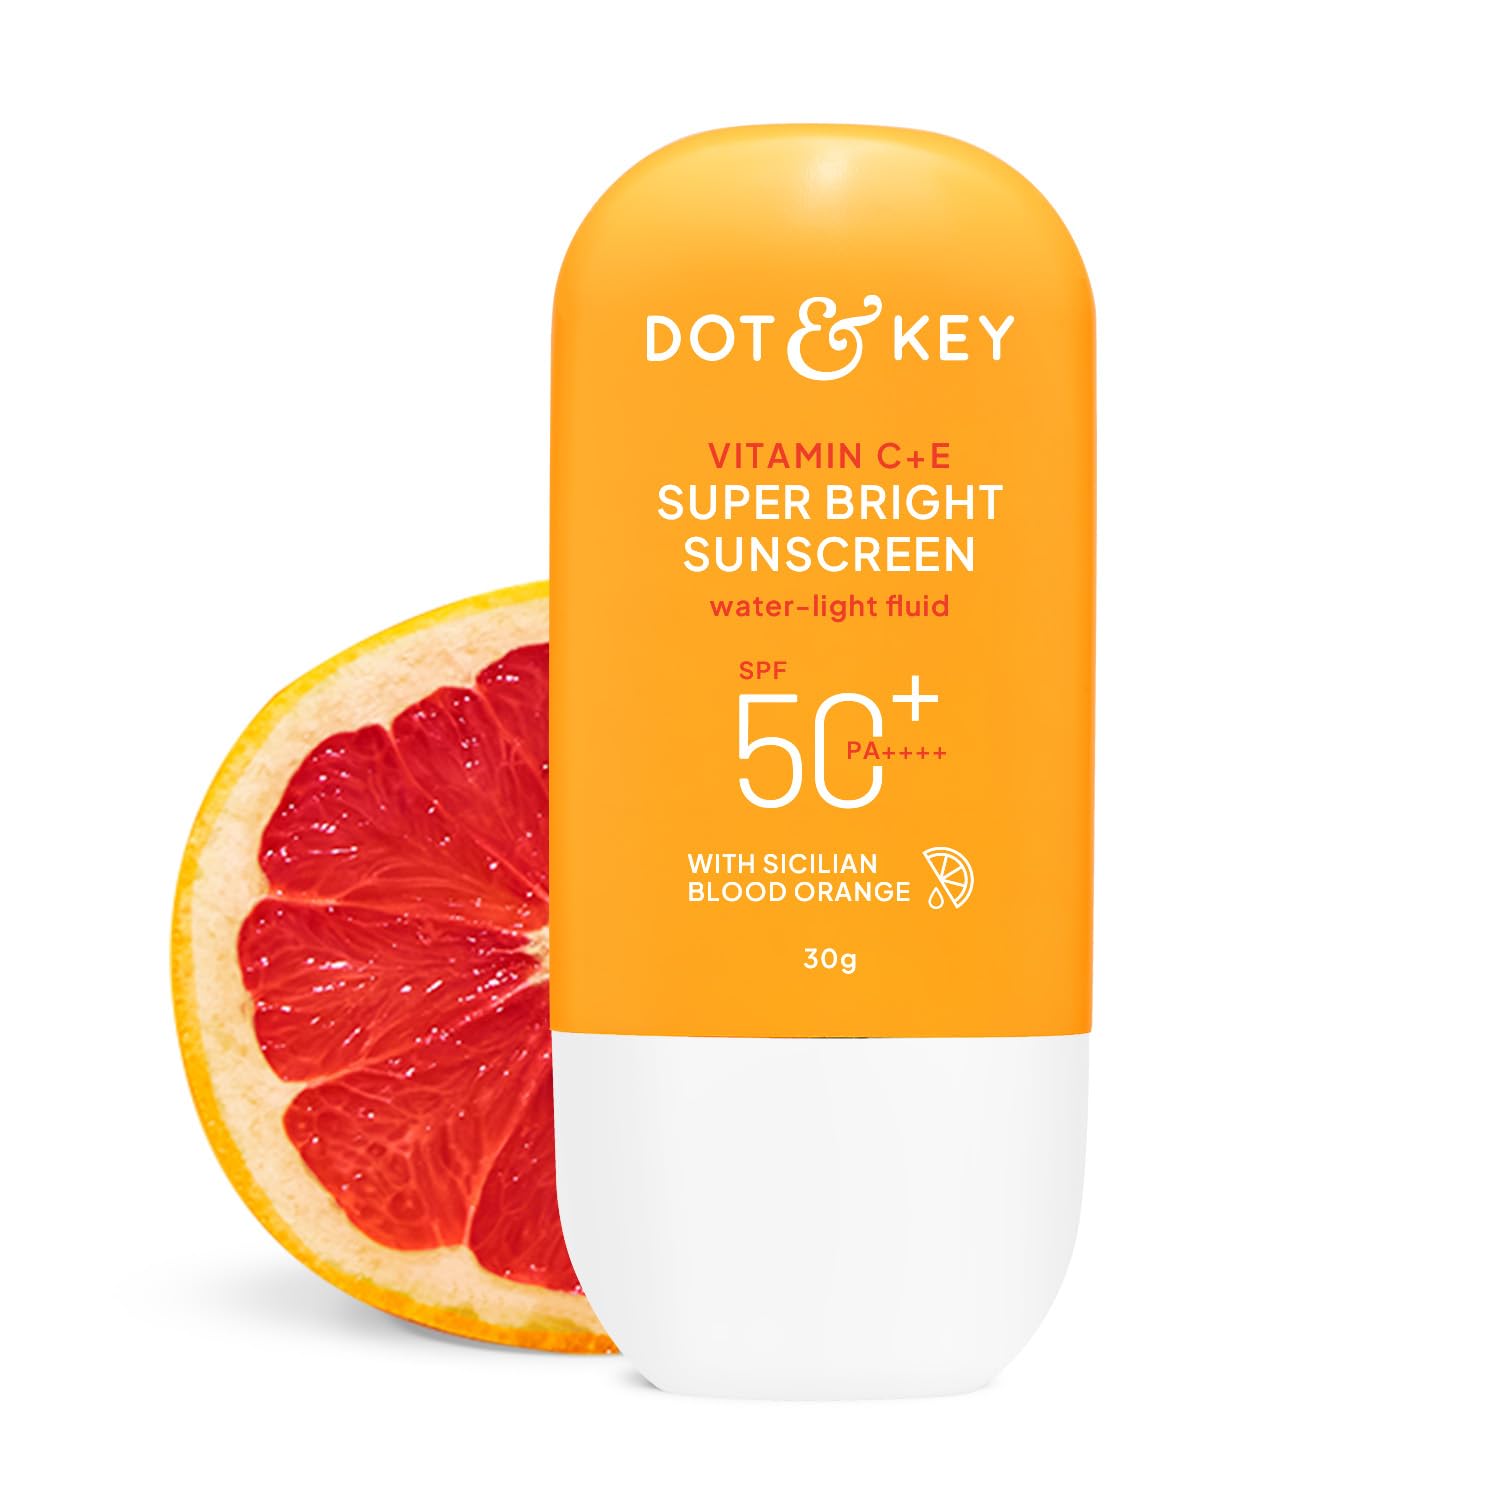 DOT & KEY
VITAMIN C+E
SUPER BRIGHT
SUNSCREEN
water-light fluid
SPF
50+
PA++++
WITH SICILIAN
BLOOD ORANGE
30g